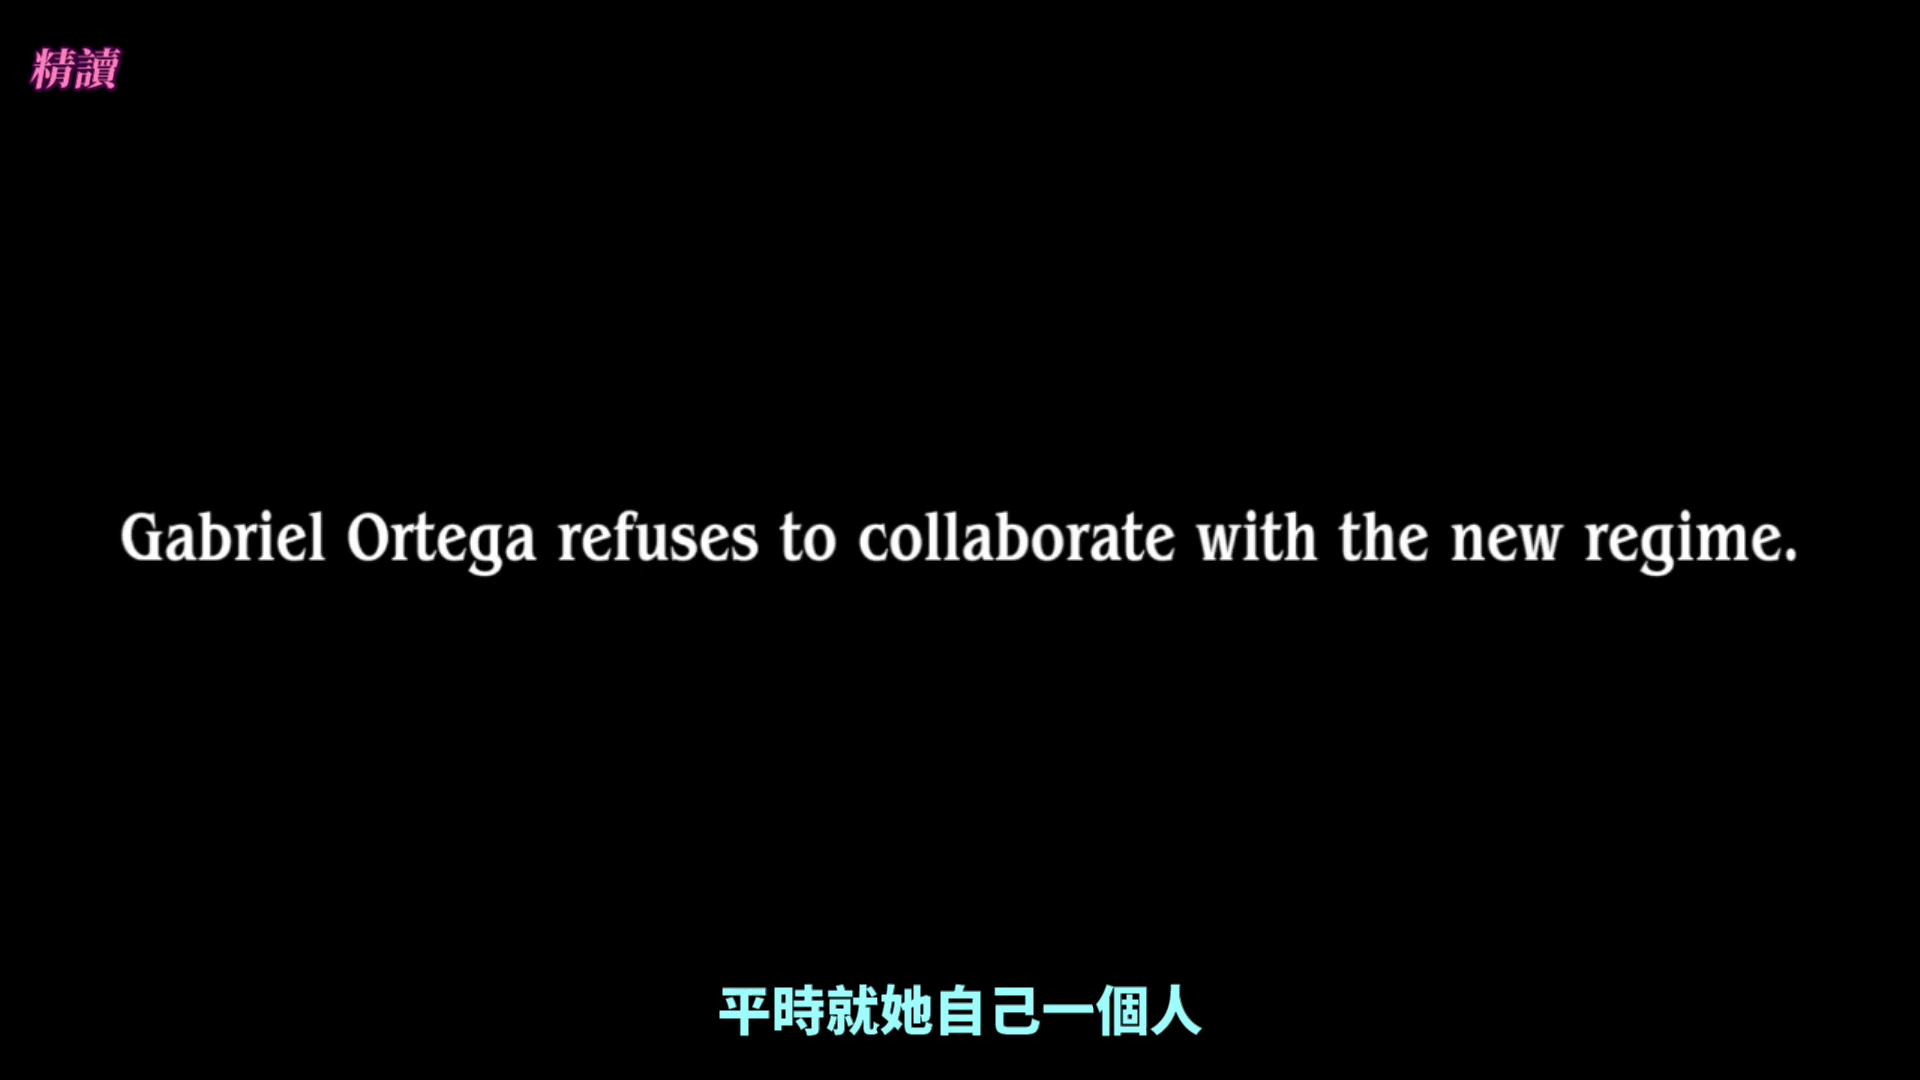 精讀
Gabriel Ortega refuses to collaborate with the new regime.
平時就她自己一個人